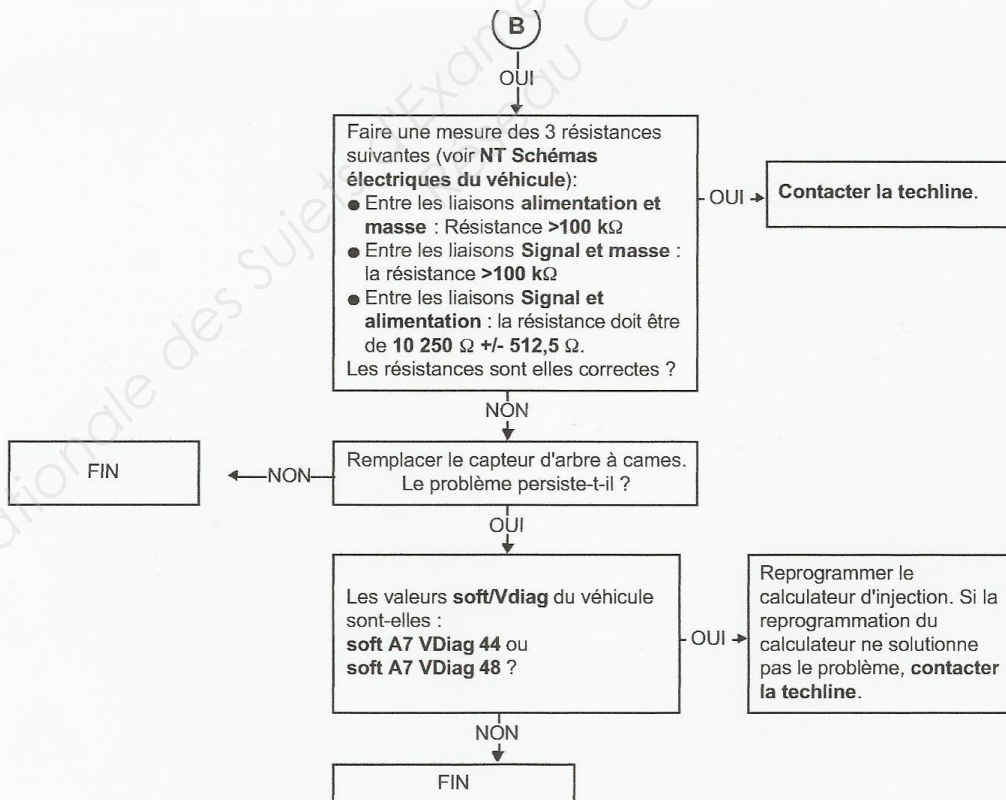 B
OUI
Faire une mesure des 3 résistances
suivantes (voir NT Schémas
électriques du véhicule):
● Entre les liaisons alimentation et
masse : Résistance >100 kΩ
● Entre les liaisons Signal et masse :
la résistance >100 kΩ
● Entre les liaisons Signal et
alimentation : la résistance doit être
de 10 250 Ω +/- 512,5 Ω.
Les résistances sont elles correctes ?
OUI
Contacter la techline.
NON
Remplacer le capteur d'arbre à cames.
Le problème persiste-t-il ?
NON
FIN
OUI
Les valeurs soft/Vdiag du véhicule
sont-elles :
soft A7 VDiag 44 ou
soft A7 VDiag 48 ?
OUI
Reprogrammer le
calculateur d'injection. Si la
reprogrammation du
calculateur ne solutionne
pas le problème, contacter
la techline.
NON
FIN
ationale des Sujets d'Exame
Réseau C